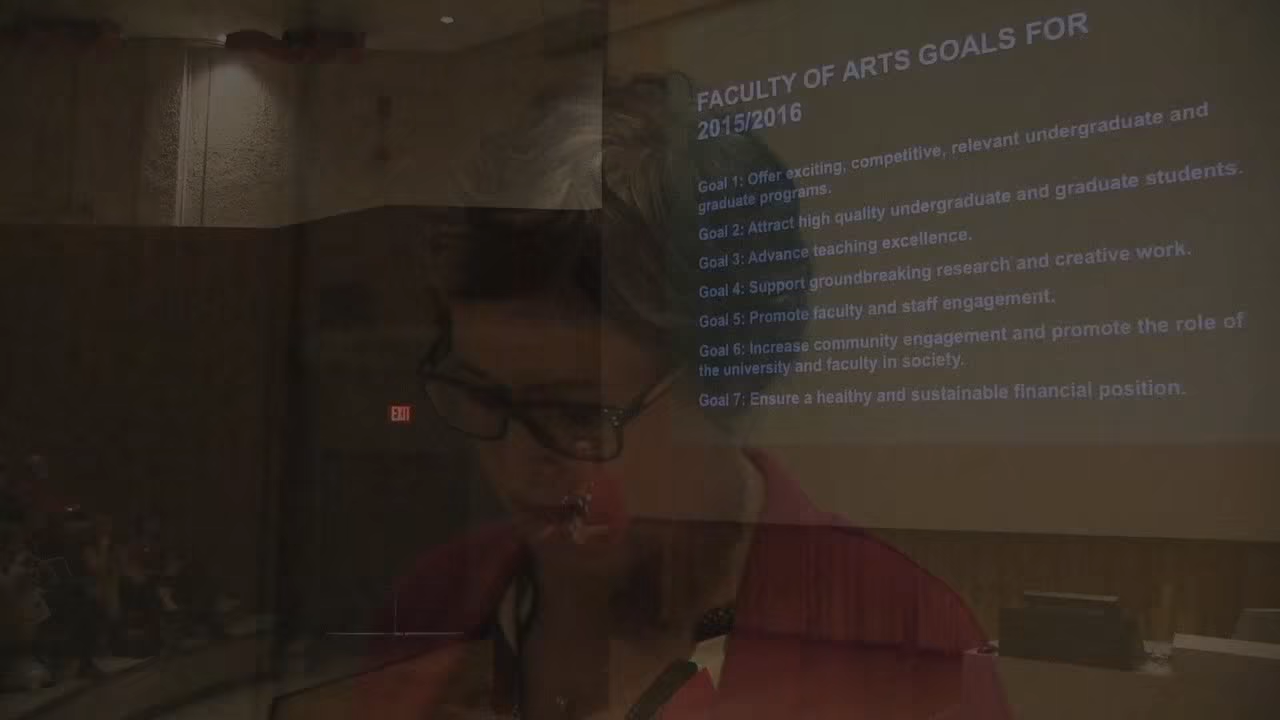 FACULTY OF ARTS GOALS FOR
2015/2016
Goal 1: Offer exciting, competitive, relevant undergraduate and
graduate programs.
Goal 2: Attract high quality undergraduate and graduate students.
Goal 3: Advance teaching excellence.
Goal 4: Support groundbreaking research and creative work.
Goal 5: Promote faculty and staff engagement.
Goal 6: Increase community engagement and promote the role of
the university and faculty in society.
Goal 7: Ensure a healthy and sustainable financial position.
EXIT